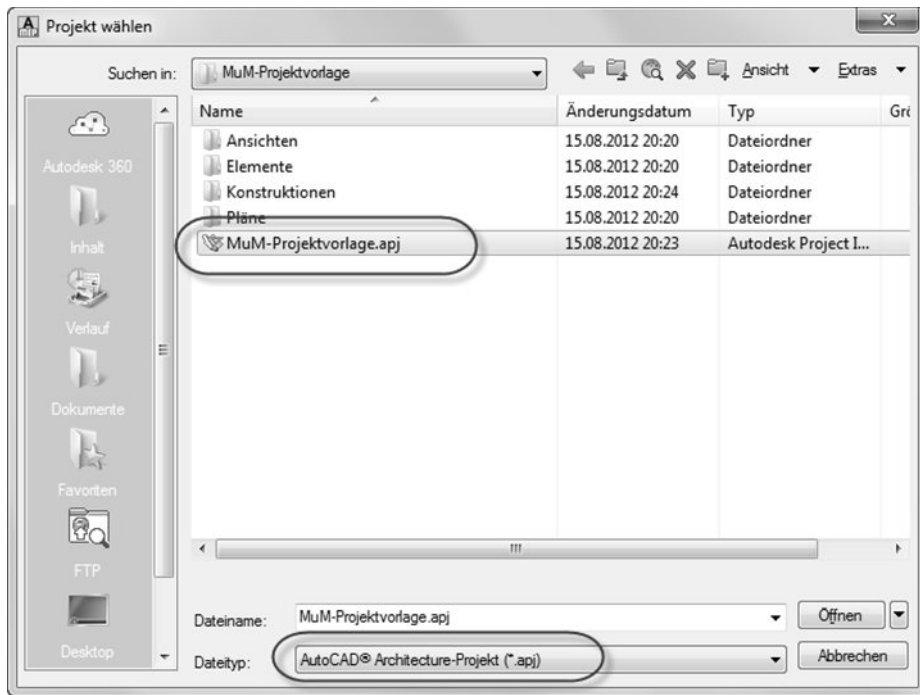 Projekt wählen
Suchen in: MuM-Projektvorlage Ansicht Extras
Name Änderungsdatum Typ Grö
Ansichten 15.08.2012 20:20 Dateiordner
Elemente 15.08.2012 20:20 Dateiordner
Konstruktionen 15.08.2012 20:24 Dateiordner
Pläne 15.08.2012 20:20 Dateiordner
MuM-Projektvorlage.apj 15.08.2012 20:23 Autodesk Project I...
Autodesk 360
Inhalt
Verlauf
Dokumente
Favoriten
FTP
Desktop
Dateiname: MuM-Projektvorlage.apj Öffnen
Dateityp: AutoCAD® Architecture-Projekt (*.apj) Abbrechen